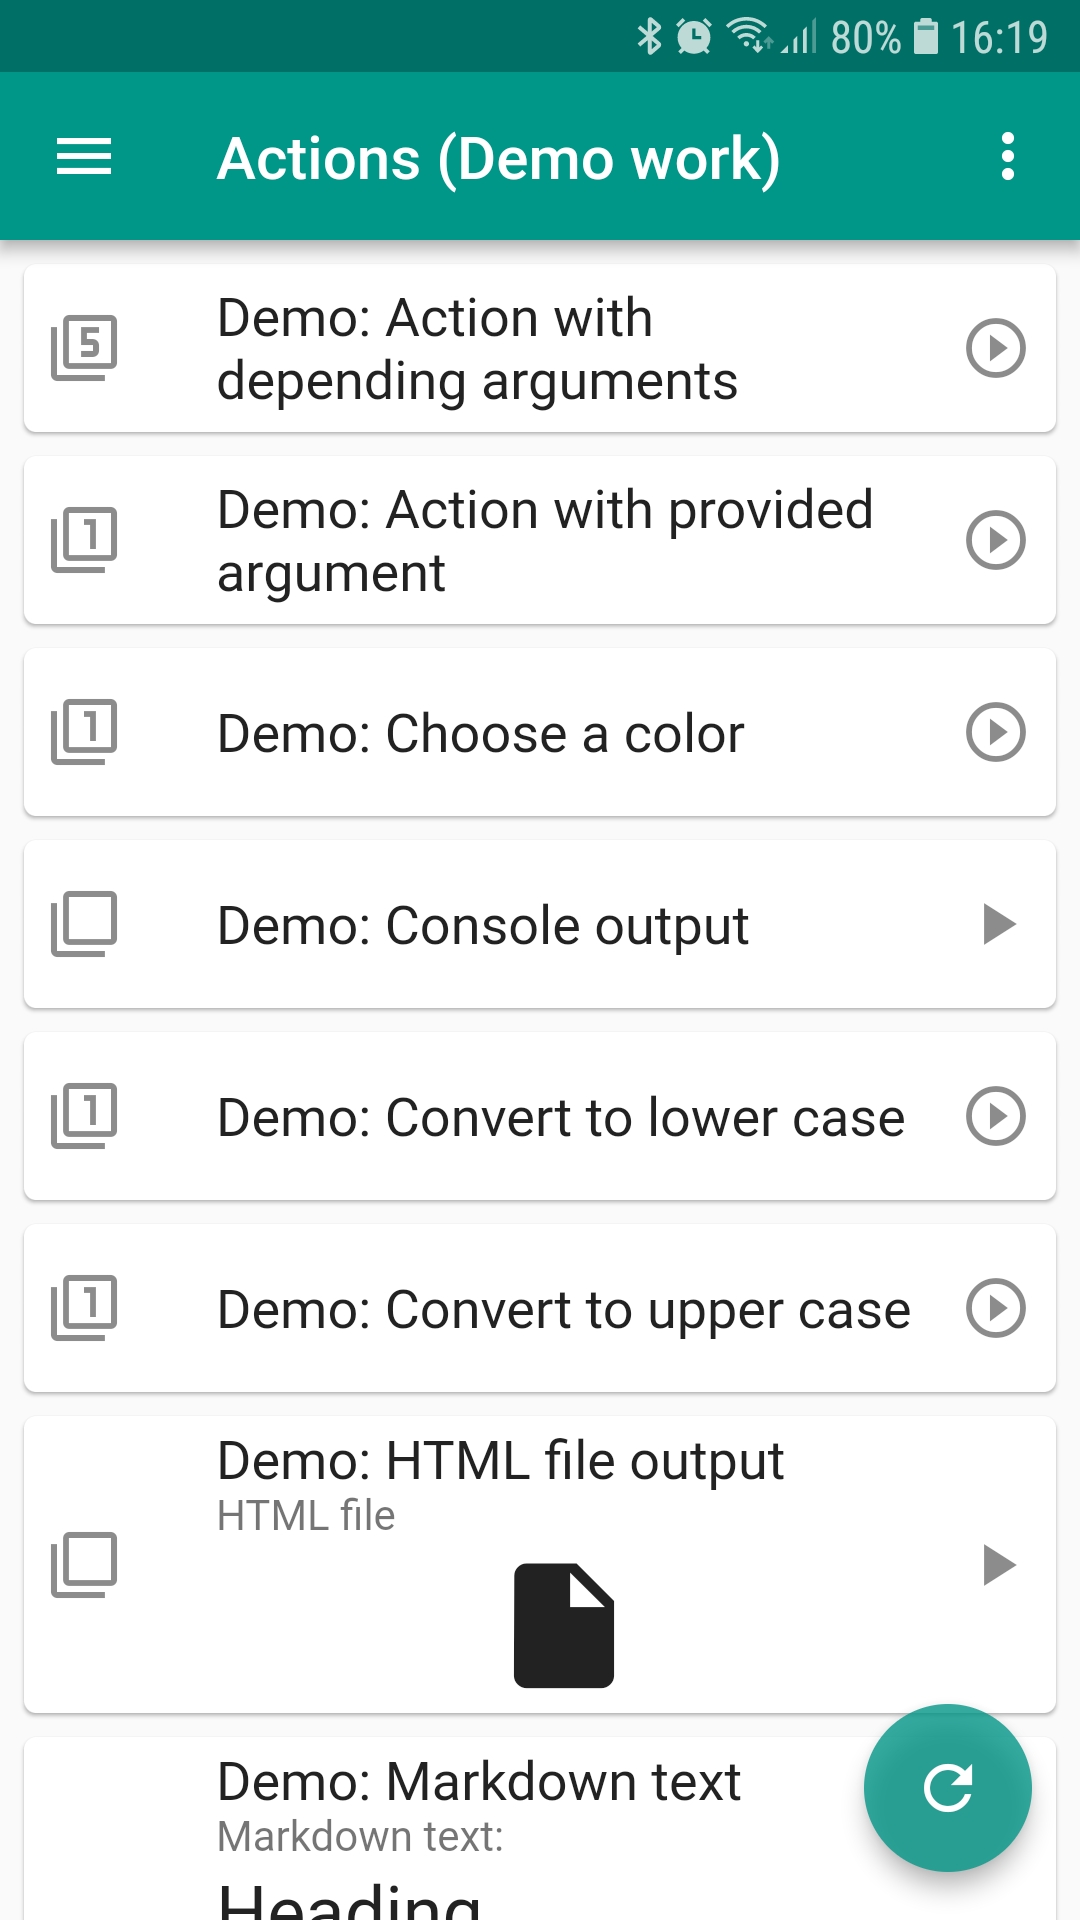 80% 16:19
Actions (Demo work)
5
Demo: Action with
depending arguments
1
Demo: Action with provided
argument
1
Demo: Choose a color
Demo: Console output
1
Demo: Convert to lower case
1
Demo: Convert to upper case
Demo: HTML file output
HTML file
Demo: Markdown text
Markdown text:
Heading